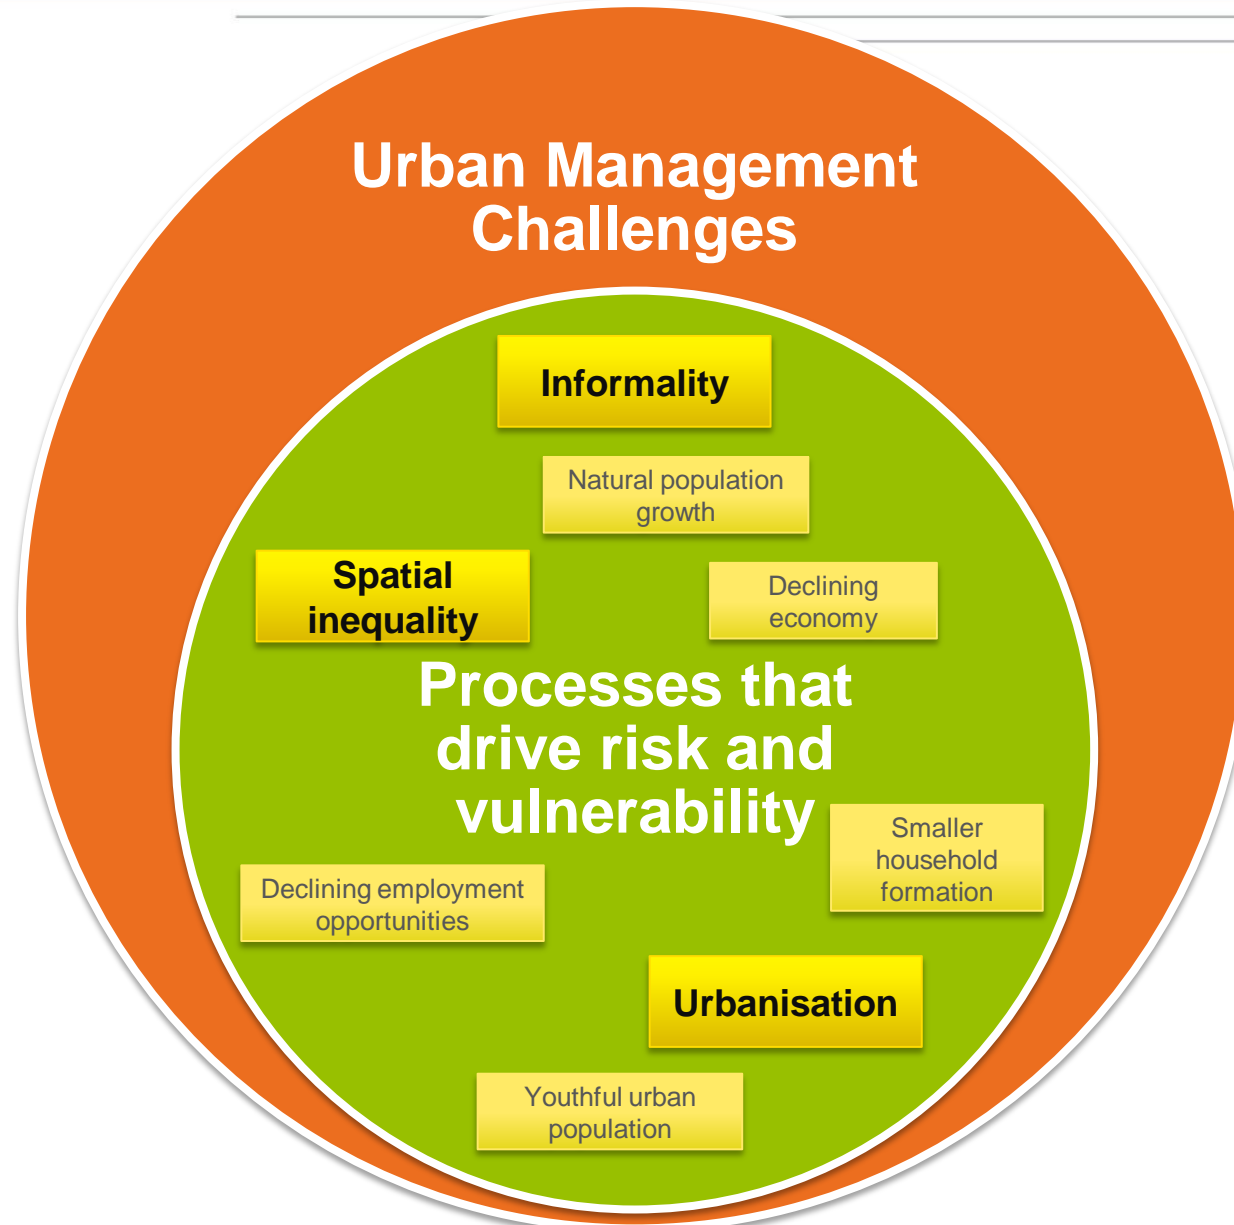 Urban Management
Challenges
Informality
Natural population
growth
Spatial
inequality
Declining
economy
Processes that
drive risk and
vulnerability
Smaller
household
formation
Declining employment
opportunities
Urbanisation
Youthful urban
population